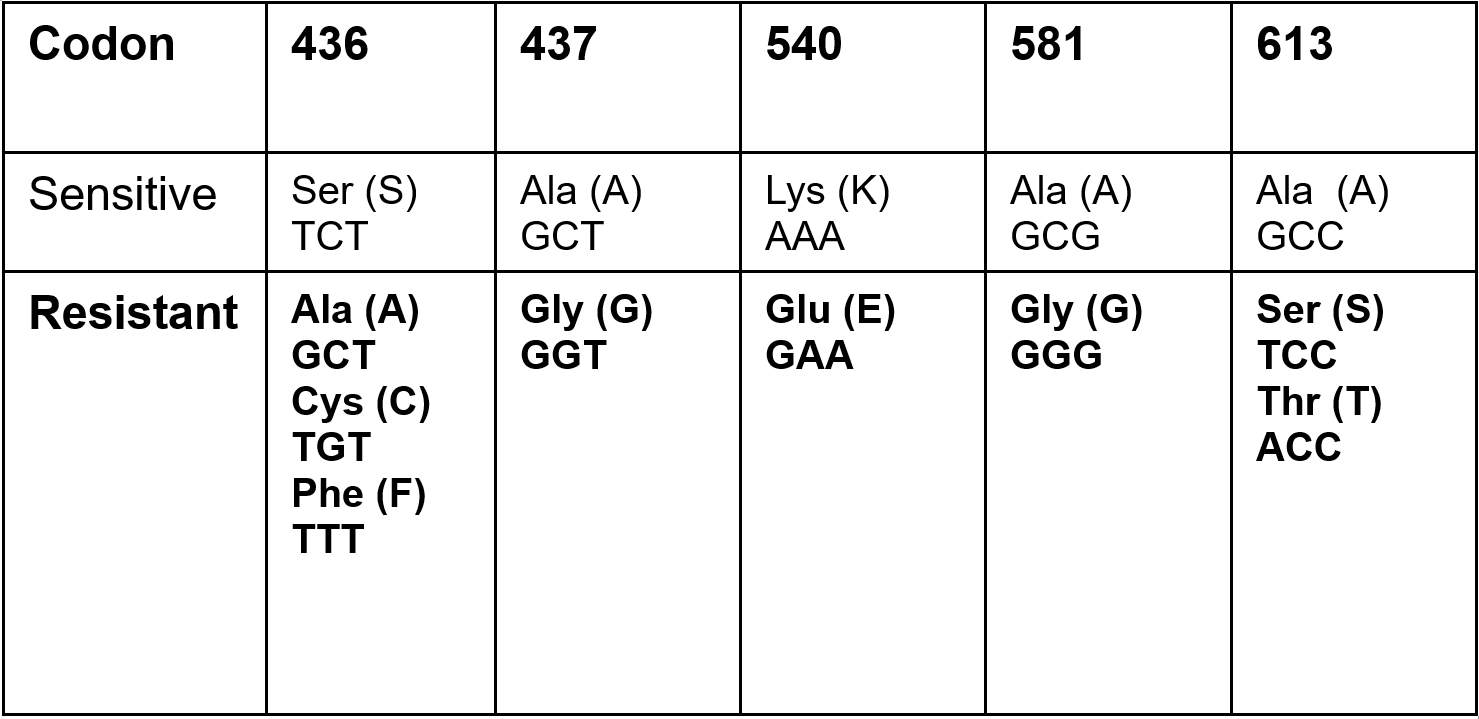 Codon 436 437 540 581 613
Sensitive Ser (S) Ala (A) Lys (K) Ala (A) Ala (A)
TCT GCT AAA GCG GCC
Resistant Ala (A) Gly (G) Glu (E) Gly (G) Ser (S)
GCT GGT GAA GGG TCC
Cys (C) Thr (T)
TGT ACC
Phe (F)
TTT